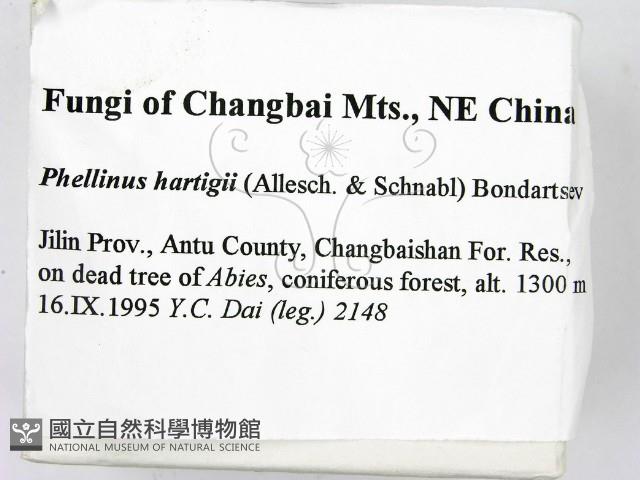 Fungi of Changbai Mts., NE China
Phellinus hartigii (Allesch. & Schnabl) Bondartsev
Jilin Prov., Antu County, Changbaishan For. Res.,
on dead tree of Abies, coniferous forest, alt. 1300 m
16.IX.1995 Y.C. Dai (leg.) 2148
國立自然科學博物館
NATIONAL MUSEUM OF NATURAL SCIENCE